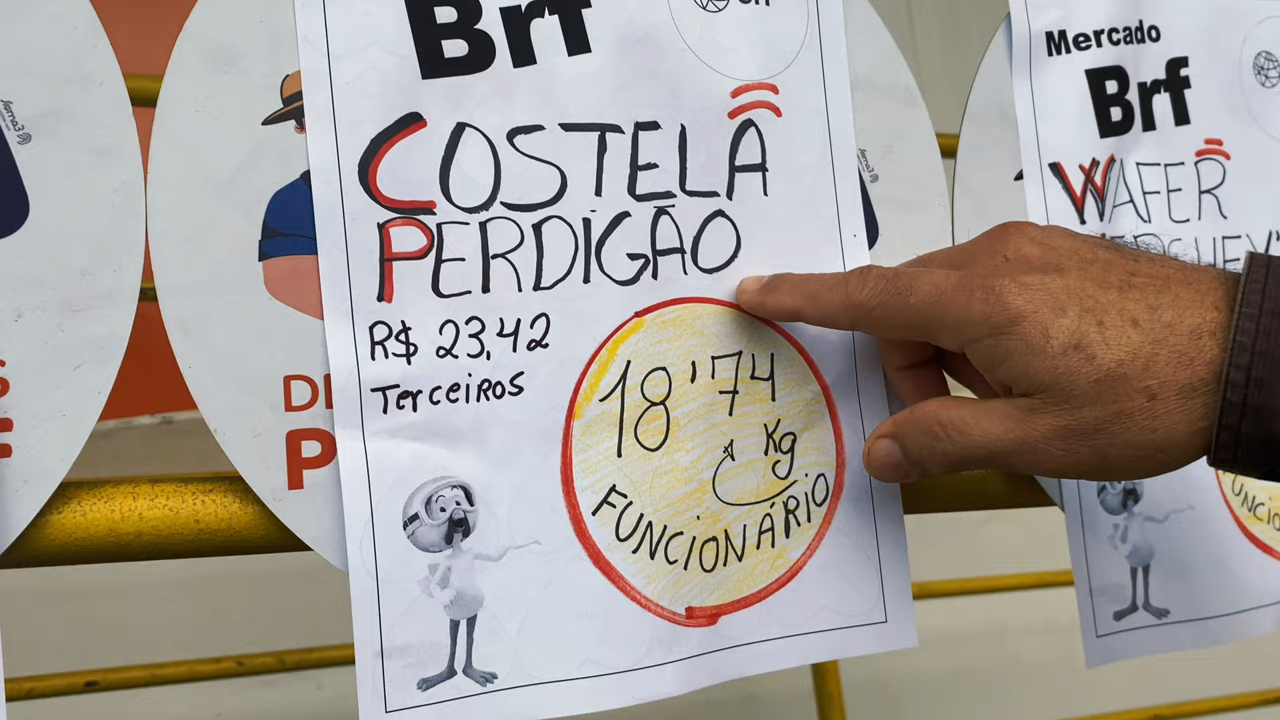 Brf
COSTELA
PERDIGÃO
R$ 23,42
Terceiros
18'74
Kg
FUNCIONÁRIO
Mercado
Brf
WAFER